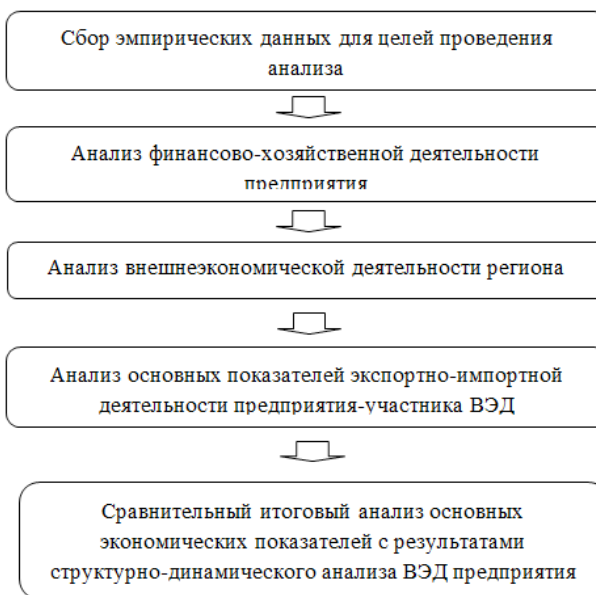 Сбор эмпирических данных для целей проведения
анализа
Анализ финансово-хозяйственной деятельности
предприятия
Анализ внешнеэкономической деятельности региона
Анализ основных показателей экспортно-импортной
деятельности предприятия-участника ВЭД
Сравнительный итоговый анализ основных
экономических показателей с результатами
структурно-динамического анализа ВЭД предприятия